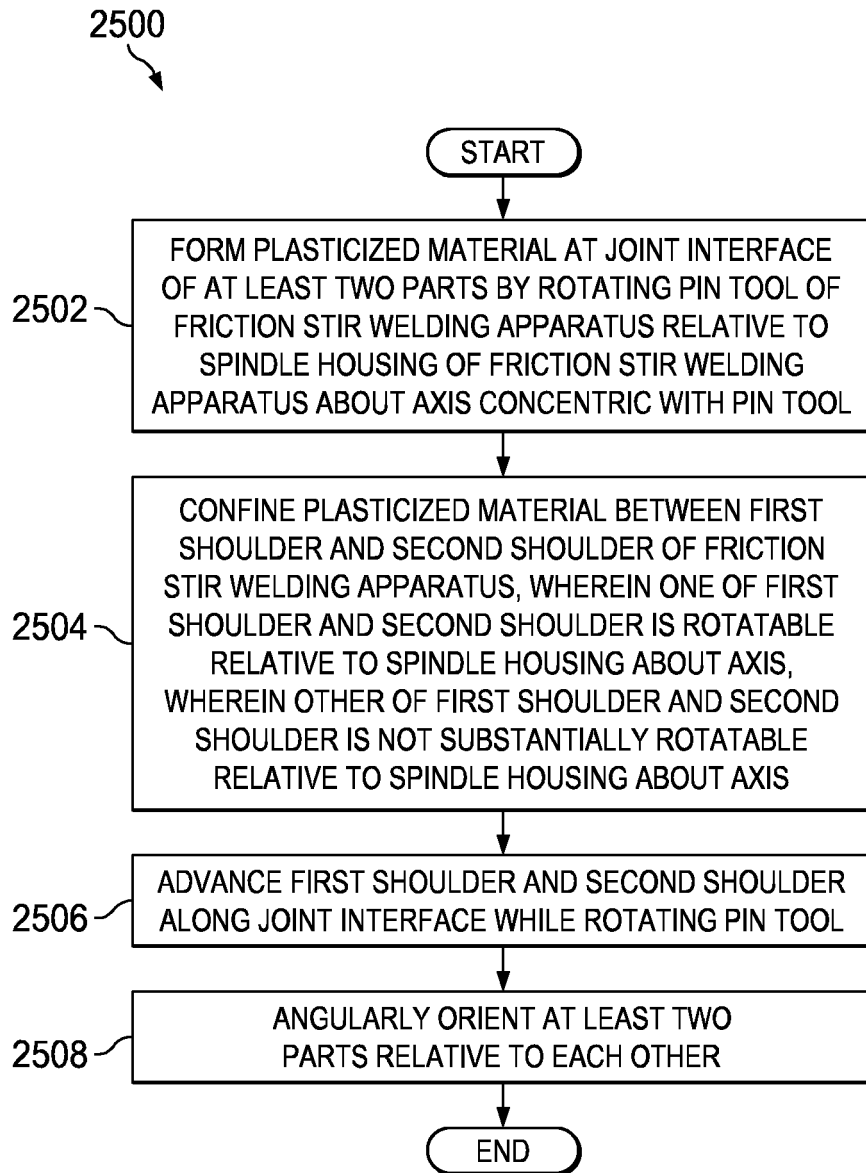 2500
START
2502
FORM PLASTICIZED MATERIAL AT JOINT INTERFACE
OF AT LEAST TWO PARTS BY ROTATING PIN TOOL OF
FRICTION STIR WELDING APPARATUS RELATIVE TO
SPINDLE HOUSING OF FRICTION STIR WELDING
APPARATUS ABOUT AXIS CONCENTRIC WITH PIN TOOL
2504
CONFINE PLASTICIZED MATERIAL BETWEEN FIRST
SHOULDER AND SECOND SHOULDER OF FRICTION
STIR WELDING APPARATUS, WHEREIN ONE OF FIRST
SHOULDER AND SECOND SHOULDER IS ROTATABLE
RELATIVE TO SPINDLE HOUSING ABOUT AXIS,
WHEREIN OTHER OF FIRST SHOULDER AND SECOND
SHOULDER IS NOT SUBSTANTIALLY ROTATABLE
RELATIVE TO SPINDLE HOUSING ABOUT AXIS
2506
ADVANCE FIRST SHOULDER AND SECOND SHOULDER
ALONG JOINT INTERFACE WHILE ROTATING PIN TOOL
2508
ANGULARLY ORIENT AT LEAST TWO
PARTS RELATIVE TO EACH OTHER
END